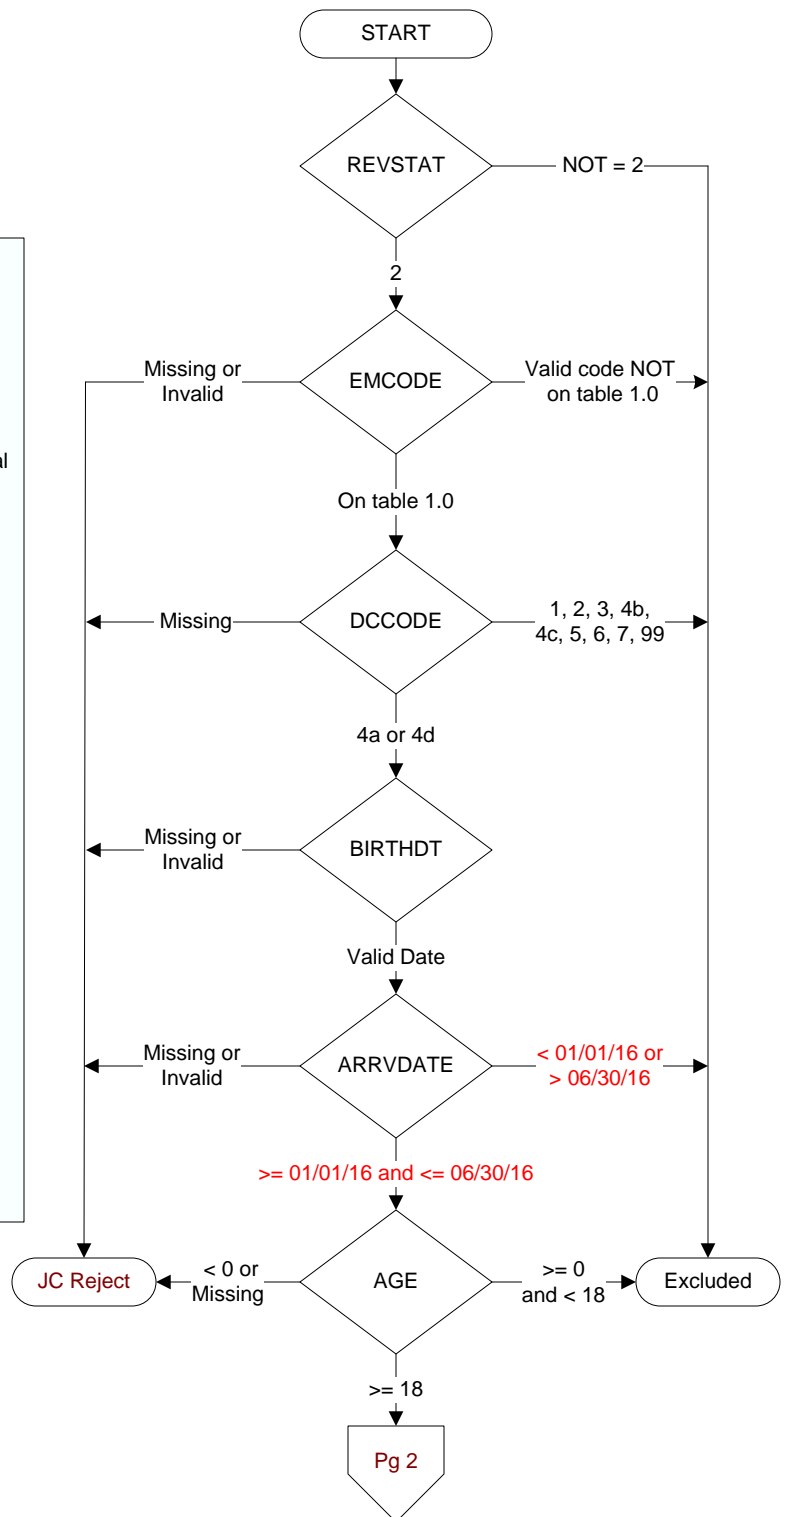 START
REVSTAT
NOT = 2
2
Missing or
Invalid
EMCODE
Valid code NOT
on table 1.0
al
On table 1.0
Missing
DCCODE
1, 2, 3, 4b,
4c, 5, 6, 7, 99
4a or 4d
Missing or
Invalid
BIRTHDT
Valid Date
Missing or
Invalid
ARRVDATE
< 01/01/16 or
> 06/30/16
>= 01/01/16 and <= 06/30/16
JC Reject
< 0 or
Missing
AGE
>= 0
and < 18
Excluded
>= 18
Pg 2